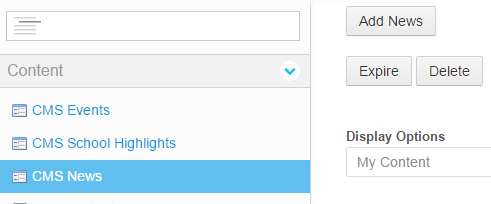 Content
CMS Events
CMS School Highlights
CMS News
Add News
Expire Delete
Display Options
My Content